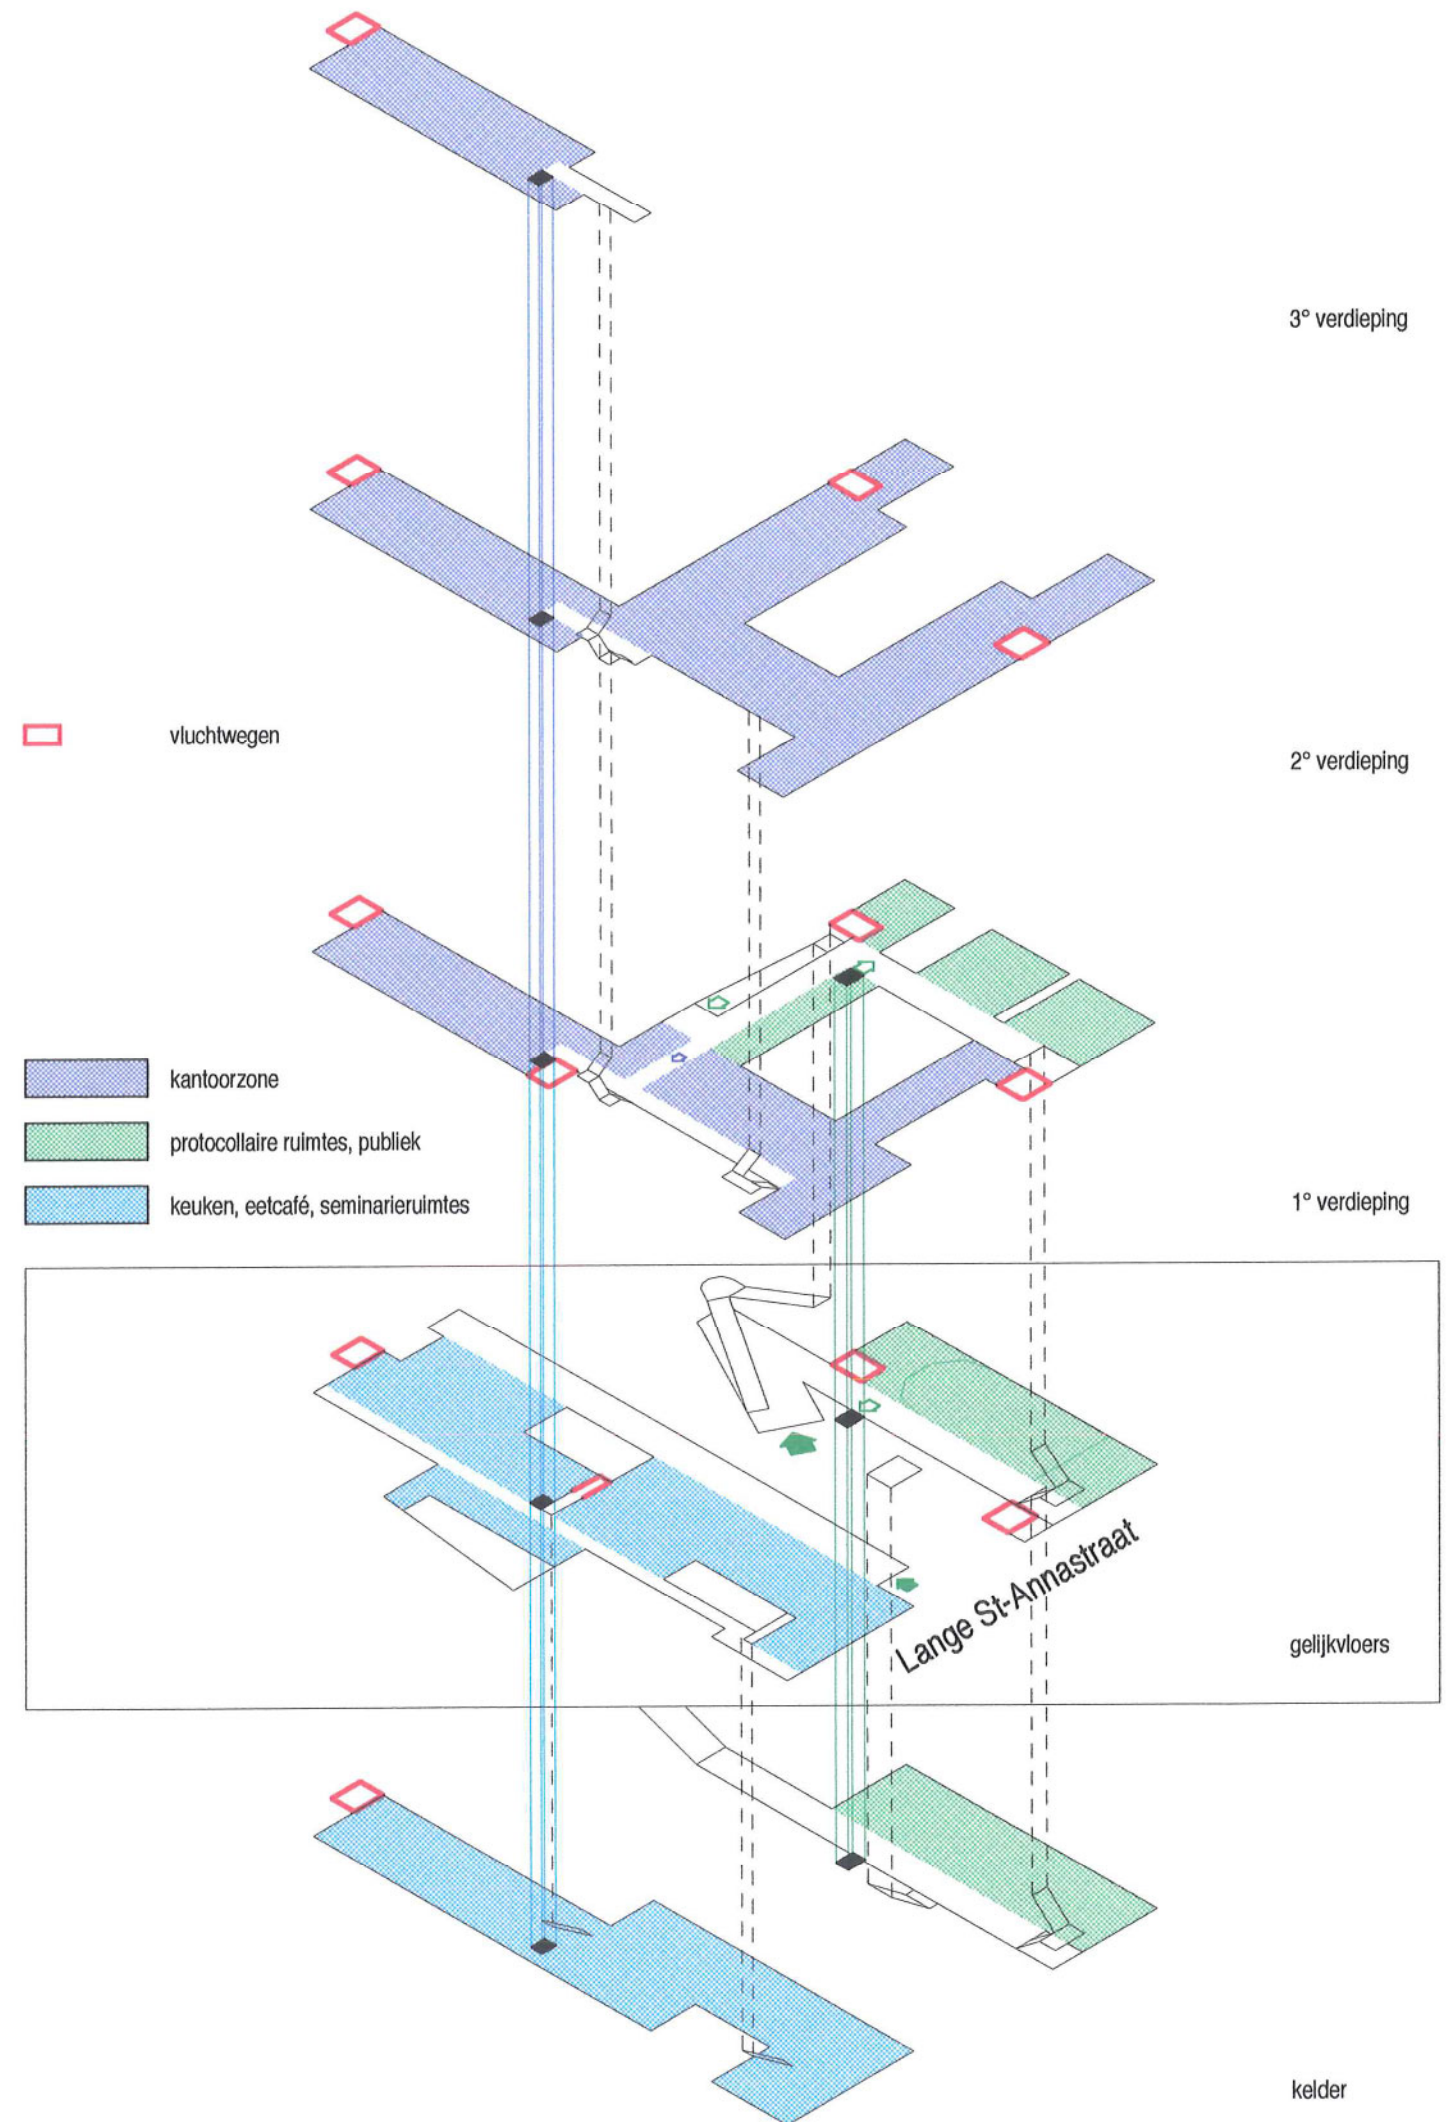 3° verdieping
vluchtwegen
2° verdieping
kantoorzone
protocollaire ruimtes, publiek
keuken, eetcafé, seminarieruimtes
1° verdieping
Lange St-Annastraat
gelijkvloers
kelder